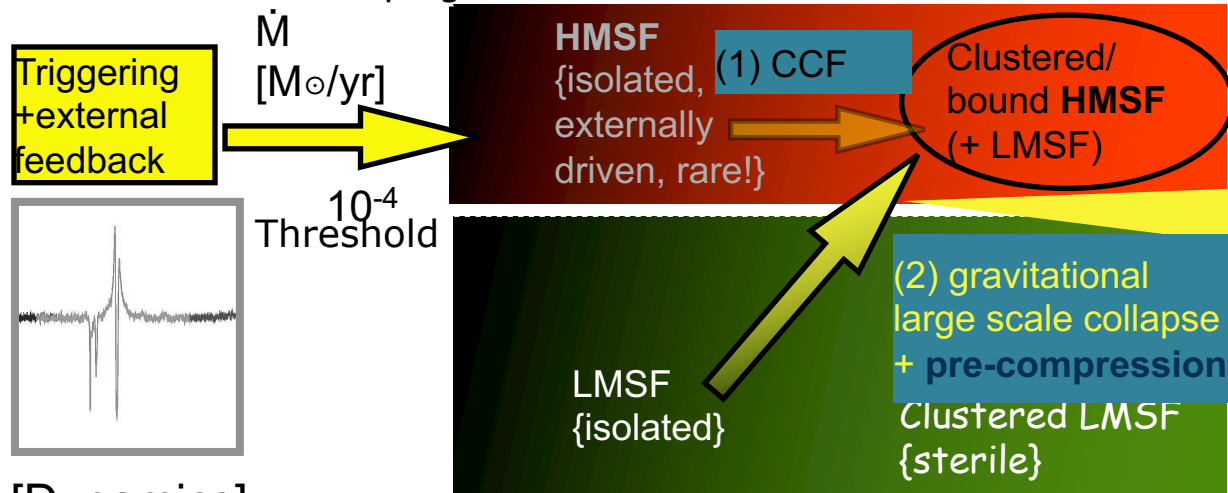 Ṁ
[M⊙/yr]
Triggering
+external
feedback
10-4
Threshold
HMSF
{isolated,
externally
driven, rare!}
(1) CCF
Clustered/
bound HMSF
(+ LMSF)
(2) gravitational
large scale collapse
+ pre-compression
LMSF
{isolated}
Clustered LMSF
{sterile}